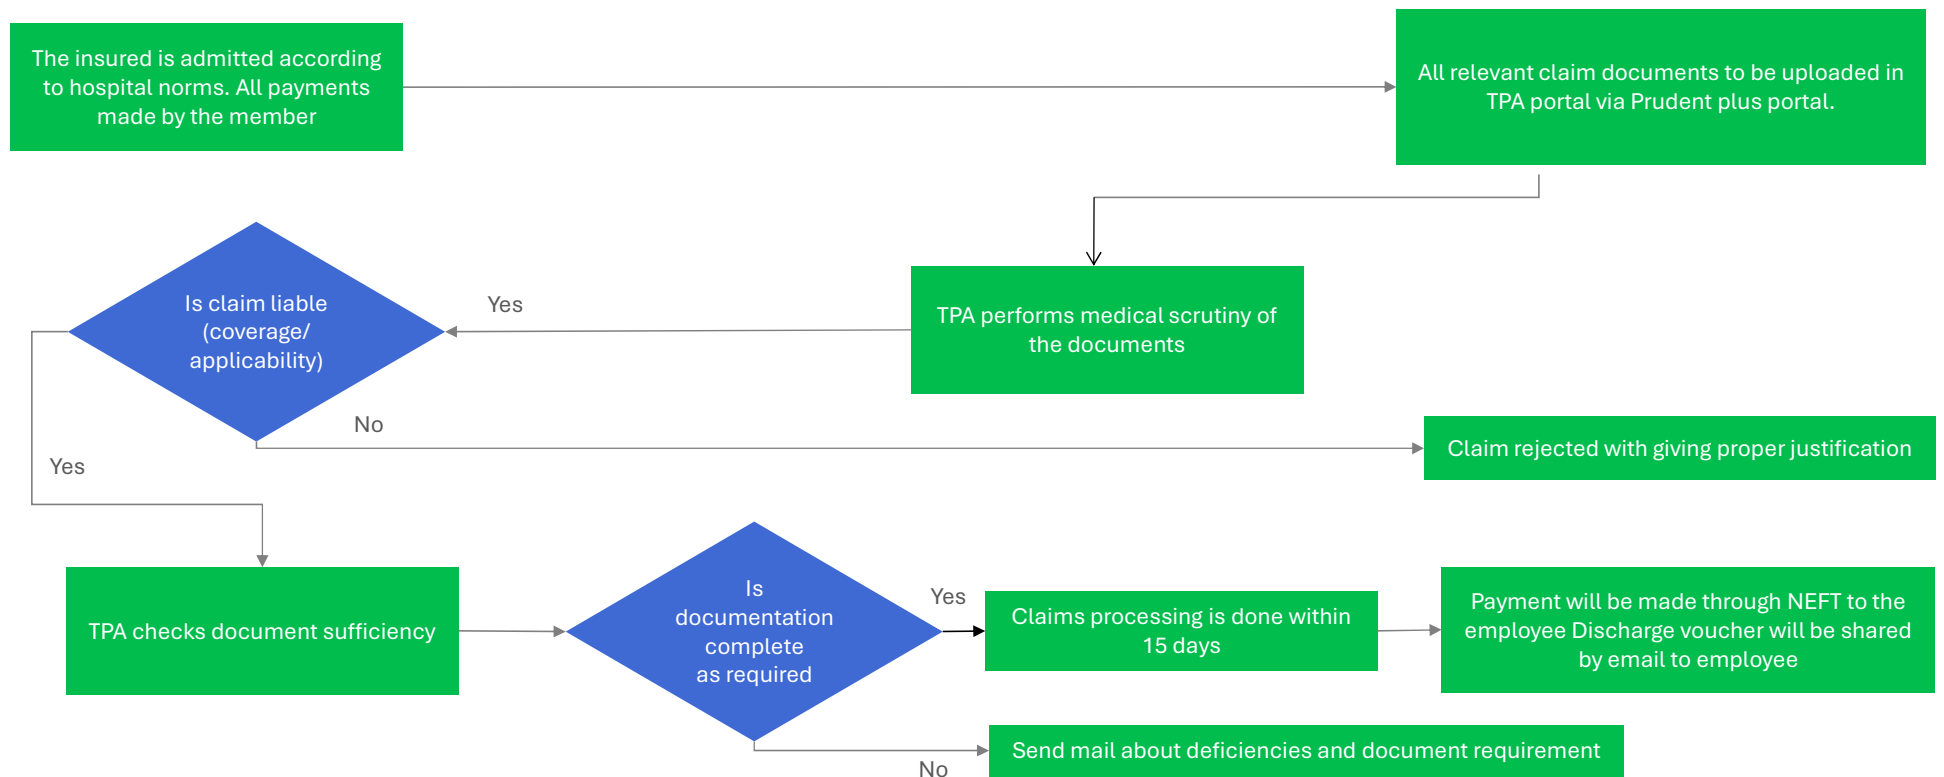 The insured is admitted according
to hospital norms. All payments
made by the member
All relevant claim documents to be uploaded in
TPA portal via Prudent plus portal.
TPA performs medical scrutiny of
the documents
Yes
Is claim liable
(coverage/
applicability)
No
Claim rejected with giving proper justification
Yes
TPA checks document sufficiency
Is
documentation
complete
as required
Yes
Claims processing is done within
15 days
Payment will be made through NEFT to the
employee Discharge voucher will be shared
by email to employee
No
Send mail about deficiencies and document requirement